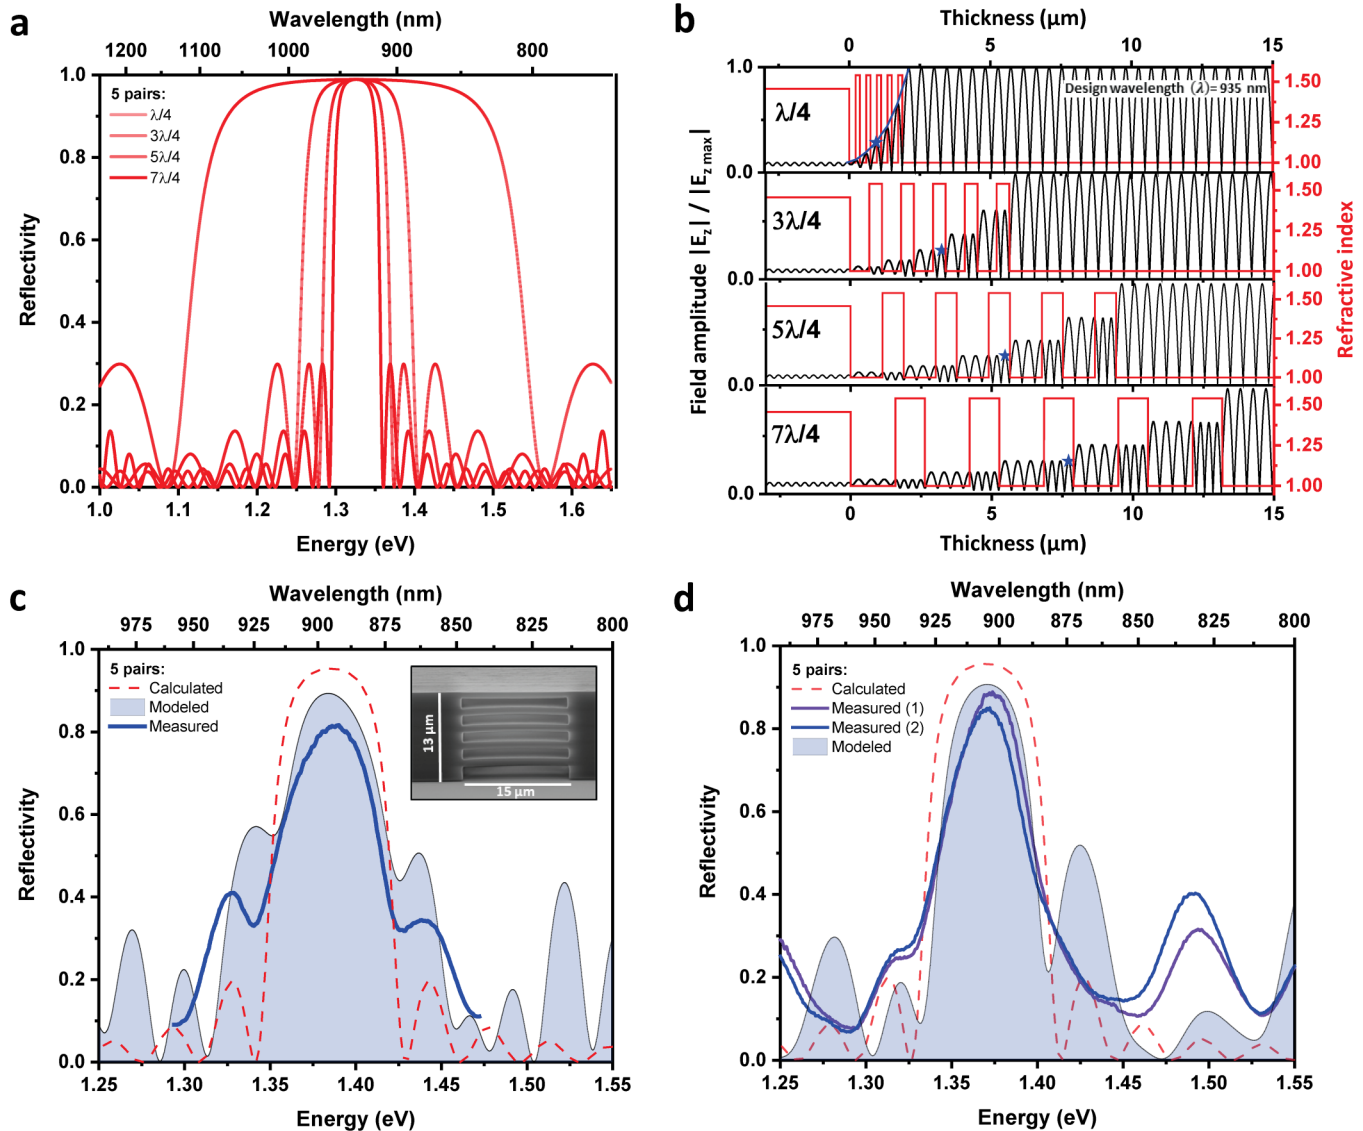 a
Wavelength (nm)
1200 1100 1000 900 800
1.0
0.8
0.6
0.4
0.2
0.0
Reflectivity
5 pairs:
λ/4
3λ/4
5λ/4
7λ/4
1.0 1.1 1.2 1.3 1.4 1.5 1.6
Energy (eV)
b
Thickness (μm)
0 5 10 15
Field amplitude |E_z| / |E_z max|
1.0
0.0
λ/4
Design wavelength (λ)= 935 nm
1.50
1.25
1.00
0.0
3λ/4
1.50
1.25
1.00
0.0
5λ/4
1.50
1.25
1.00
0.0
7λ/4
1.50
1.25
1.00
Refractive index
0 5 10 15
Thickness (μm)
c
Wavelength (nm)
975 950 925 900 875 850 825 800
1.0
0.8
0.6
0.4
0.2
0.0
Reflectivity
5 pairs:
Calculated
Modeled
Measured
13 μm
15 μm
1.25 1.30 1.35 1.40 1.45 1.50 1.55
Energy (eV)
d
Wavelength (nm)
975 950 925 900 875 850 825 800
1.0
0.8
0.6
0.4
0.2
0.0
Reflectivity
5 pairs:
Calculated
Measured (1)
Measured (2)
Modeled
1.25 1.30 1.35 1.40 1.45 1.50 1.55
Energy (eV)